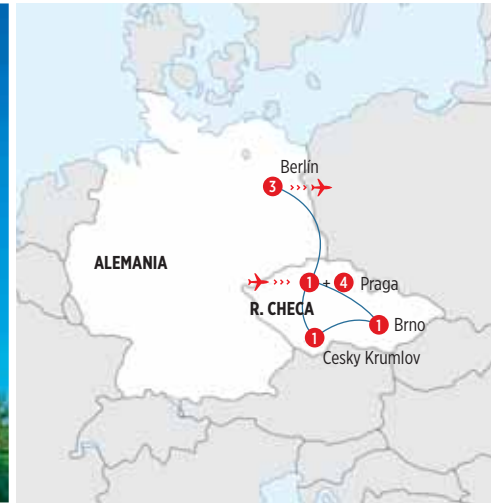 Berlín
3
ALEMANIA
1 + 4 Praga
R. CHECA
1 Brno
1
Cesky Krumlov